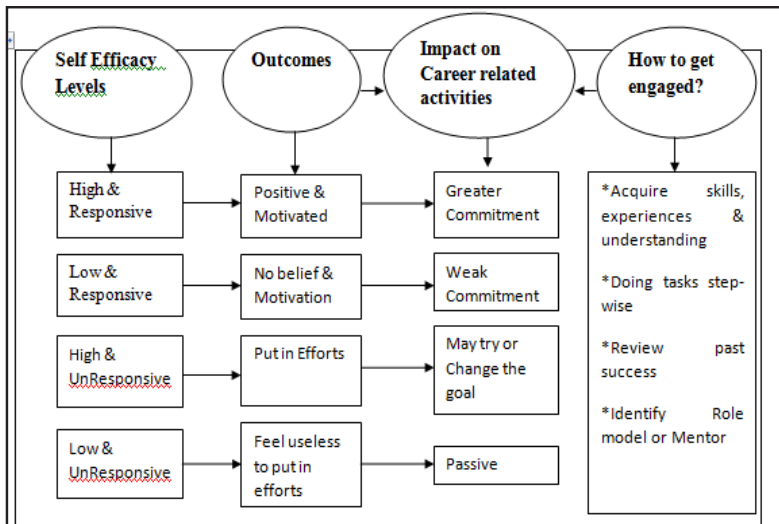 Self Efficacy
Levels
Outcomes
Impact on
Career related
activities
How to get
engaged?
High &
Responsive
Positive &
Motivated
Greater
Commitment
Low &
Responsive
No belief &
Motivation
Weak
Commitment
High &
UnResponsive
Put in Efforts
May try or
Change the
goal
Low &
UnResponsive
Feel useless
to put in
efforts
Passive
*Acquire skills,
experiences &
understanding
*Doing tasks step-
wise
*Review past
success
*Identify Role
model or Mentor